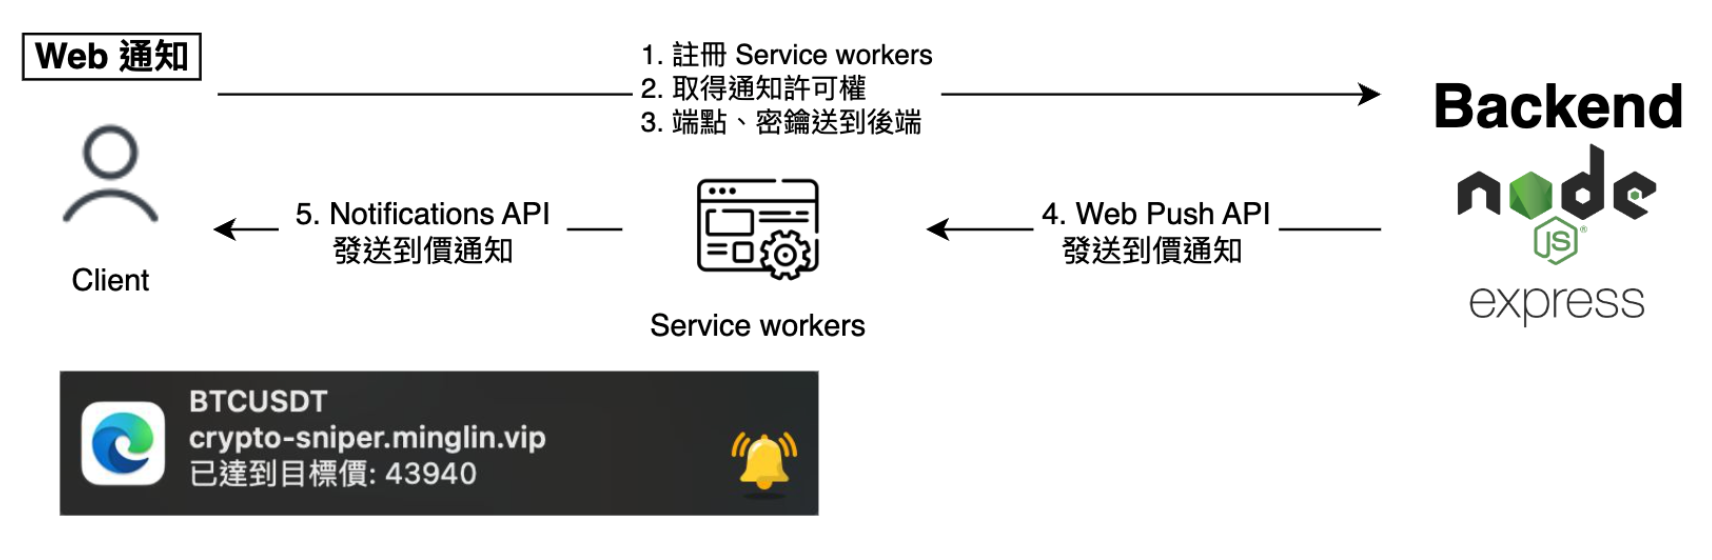 Web 通知
1. 註冊 Service workers
2. 取得通知許可權
3. 端點、密鑰送到後端
Backend
node
JS
express
5. Notifications API
發送到價通知
4. Web Push API
發送到價通知
Client
Service workers
BTCUSDT
crypto-sniper.minglin.vip
已達到目標價: 43940